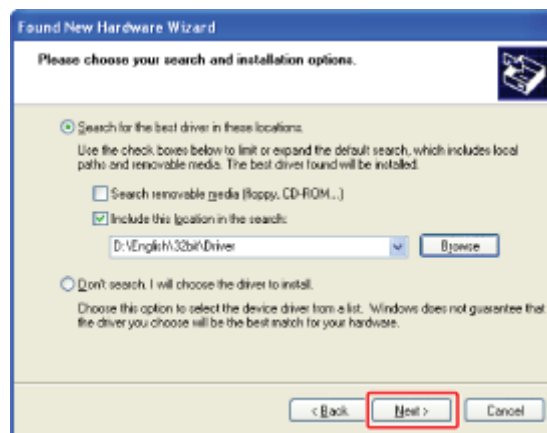 Found New Hardware Wizard
Please choose your search and installation options.
Search for the best driver in these locations.
Use the check boxes below to limit or expand the default search, which includes local
paths and removable media. The best driver found will be installed.
Search removable media (floppy, CD-ROM...)
Include this location in the search:
D:\English\32bit\Driver
Browse
Don't search. I will choose the driver to install.
Choose this option to select the device driver from a list. Windows does not guarantee that
the driver you choose will be the best match for your hardware.
< Back Next > Cancel